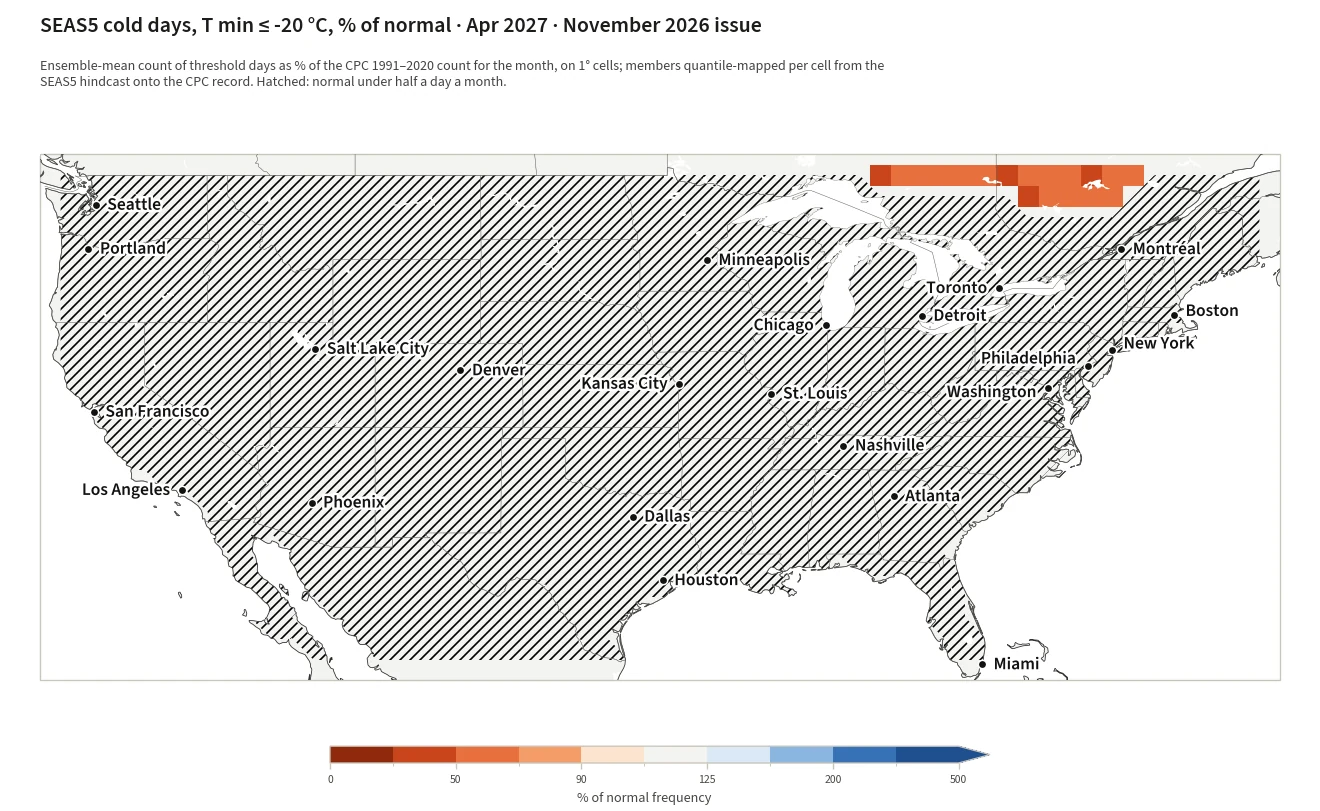 SEAS5 cold days, T min ≤ -20 °C, % of normal · Apr 2027 · November 2026 issue
Ensemble-mean count of threshold days as % of the CPC 1991–2020 count for the month, on 1° cells; members quantile-mapped per cell from the
SEAS5 hindcast onto the CPC record. Hatched: normal under half a day a month.
Seattle
Portland
Montréal
Minneapolis
Toronto
Boston
Detroit
Chicago
New York
Salt Lake City
Philadelphia
Denver
Kansas City
Washington
St. Louis
San Francisco
Nashville
Los Angeles
Phoenix
Atlanta
Dallas
Houston
Miami
0 50 90 125 200 500
% of normal frequency